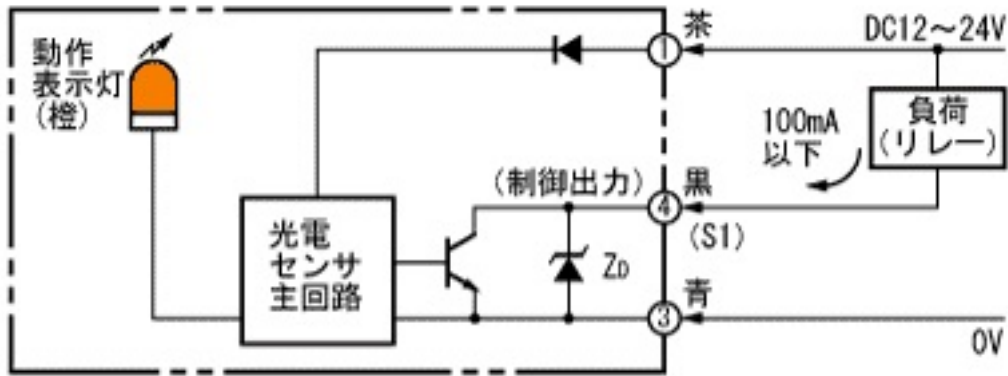 動作
表示灯
(橙)
① 茶
DC12～24V
負荷
(リレー)
100mA
以下
(制御出力)
④ 黒
(S1)
光電
センサ
主回路
ZD
③ 青
0V